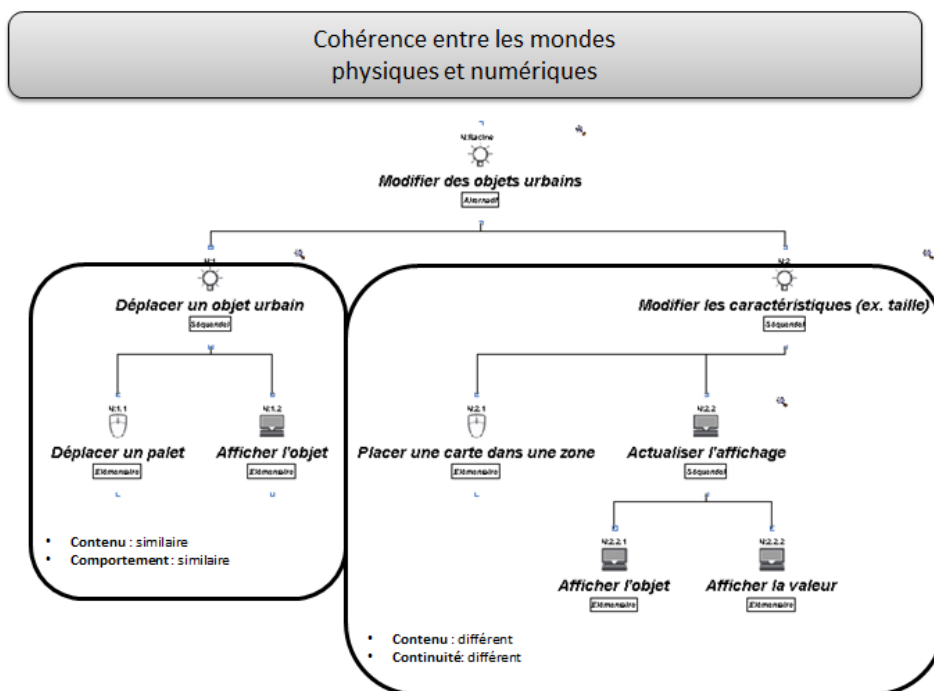 Cohérence entre les mondes
physiques et numériques
N:Racine
Modifier des objets urbains
Alternatif
N:1
Déplacer un objet urbain
Séquentiel
N:2
Modifier les caractéristiques (ex. taille)
Séquentiel
N:1.1
Déplacer un palet
Elémentaire
N:1.2
Afficher l'objet
Elémentaire
N:2.1
Placer une carte dans une zone
Elémentaire
N:2.2
Actualiser l'affichage
Séquentiel
N:2.2.1
Afficher l'objet
Elémentaire
N:2.2.2
Afficher la valeur
Elémentaire
• Contenu : similaire
• Comportement : similaire
• Contenu : différent
• Continuité: différent